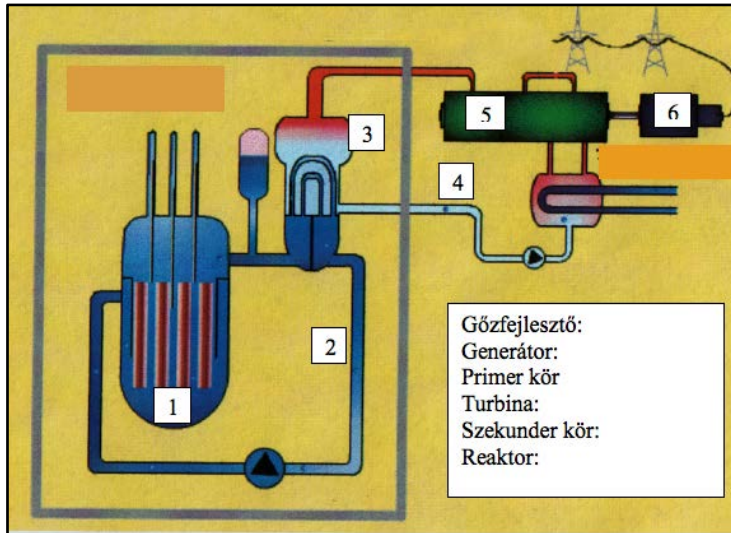 3
5
6
4
2
1
Gőzfejlesztő:
Generátor:
Primer kör
Turbina:
Szekunder kör:
Reaktor: